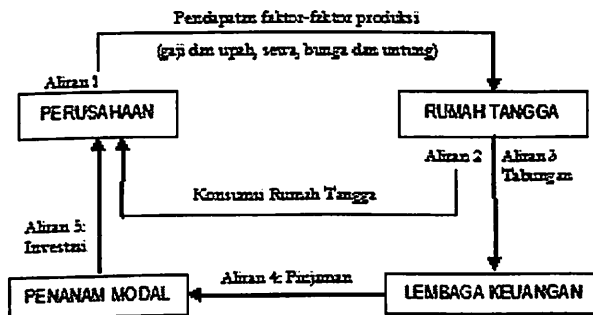 Pendapatan faktor-faktor produksi
(gaji dan upah, sewa, bunga dan untung)
Aliran 1
PERUSAHAAN
RUMAH TANGGA
Aliran 2
Aliran 3
Tabungan
Konsumsi Rumah Tangga
Aliran 5:
Investasi
Aliran 4: Pinjaman
PENANAM MODAL
LEMBAGA KEUANGAN